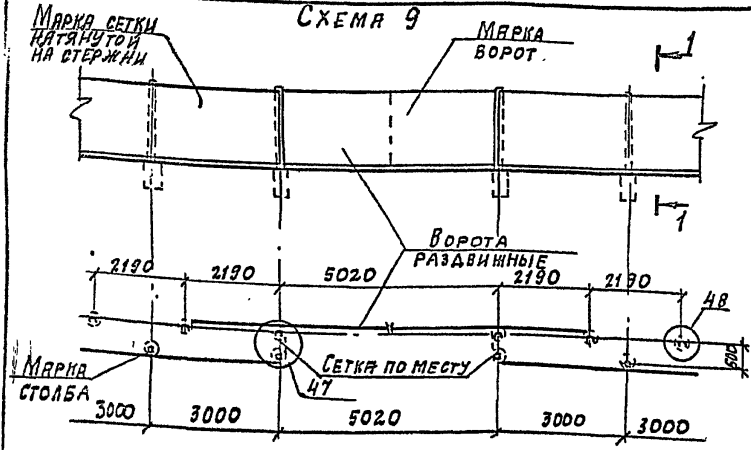 Схема 9
Марка сетки
натянутой
на стержни
Марка
ворот.
1
1
Ворота
раздвижные
2190
2190
5020
2190
2190
48
500
Марка
столба
Сетка по месту
47
3000
3000
5020
3000
3000